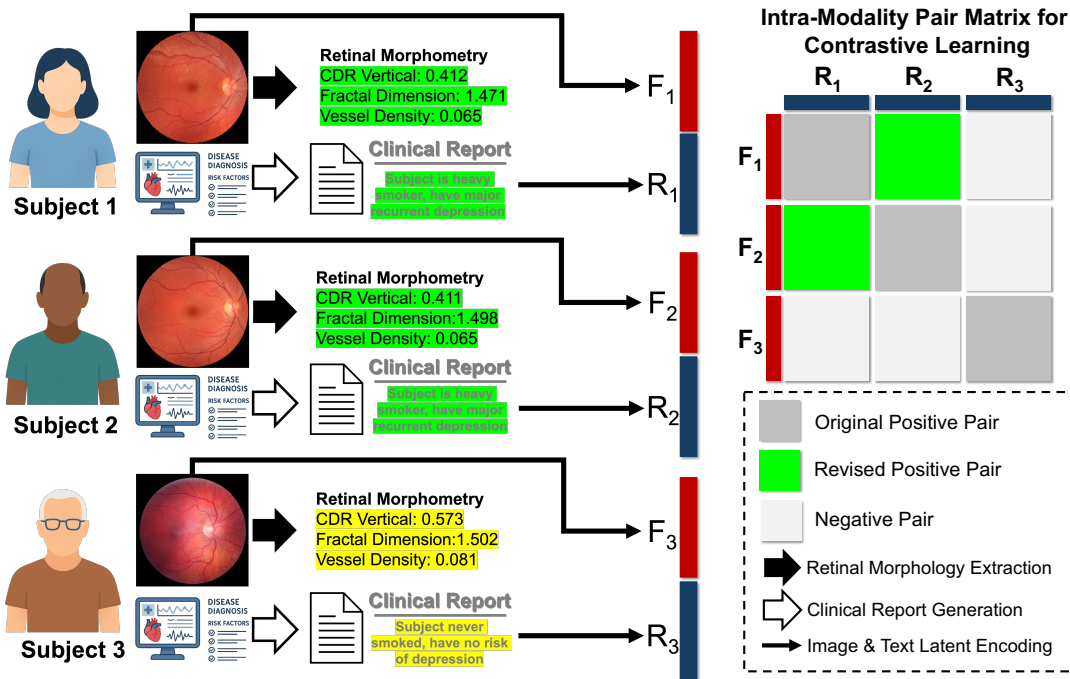 Retinal Morphometry
CDR Vertical: 0.412
Fractal Dimension: 1.471
Vessel Density: 0.065
F1
DISEASE
DIAGNOSIS
RISK FACTORS
Clinical Report
Subject is heavy
smoker, have major
recurrent depression
R1
Subject 1
Retinal Morphometry
CDR Vertical: 0.411
Fractal Dimension:1.498
Vessel Density: 0.065
F2
DISEASE
DIAGNOSIS
RISK FACTORS
Clinical Report
Subject is heavy
smoker, have major
recurrent depression
R2
Subject 2
Retinal Morphometry
CDR Vertical: 0.573
Fractal Dimension:1.502
Vessel Density: 0.081
F3
DISEASE
DIAGNOSIS
RISK FACTORS
Clinical Report
Subject never
smoked, have no risk
of depression
R3
Subject 3
Intra-Modality Pair Matrix for
Contrastive Learning
R1 R2 R3
F1
F2
F3
Original Positive Pair
Revised Positive Pair
Negative Pair
Retinal Morphology Extraction
Clinical Report Generation
Image & Text Latent Encoding